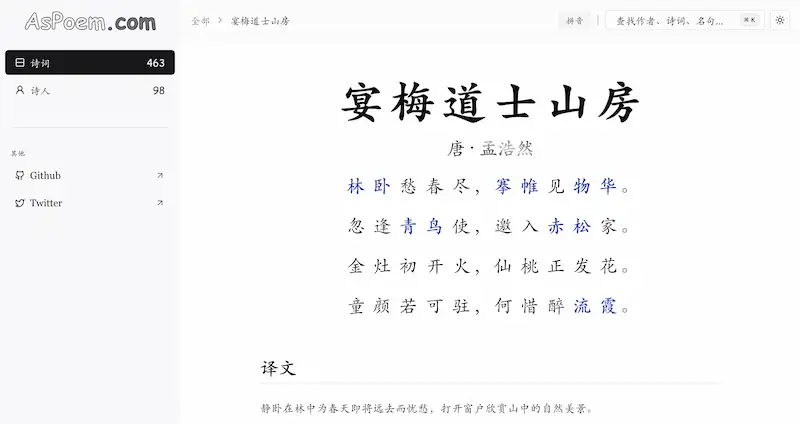 AsPoem.com
全部 > 宴梅道士山房
拼音
查找作者、诗词、名句...
⌘ K
诗词 463
诗人 98
其他
Github
Twitter
宴梅道士山房
唐 · 孟浩然
林卧愁春尽，搴帷见物华。
忽逢青鸟使，邀入赤松家。
金灶初开火，仙桃正发花。
童颜若可驻，何惜醉流霞。
译文
静卧在林中为春天即将远去而忧愁，打开窗户欣赏山中的自然美景。